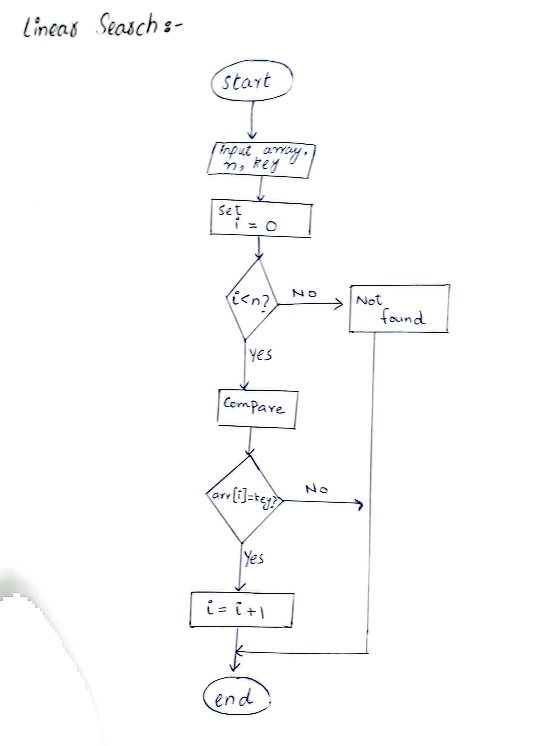 Linear Search :-
start
Input array,
n, key
set
i = 0
i<n?
No
Not
found
yes
Compare
arr[i]=key?
No
Yes
i = i+1
end